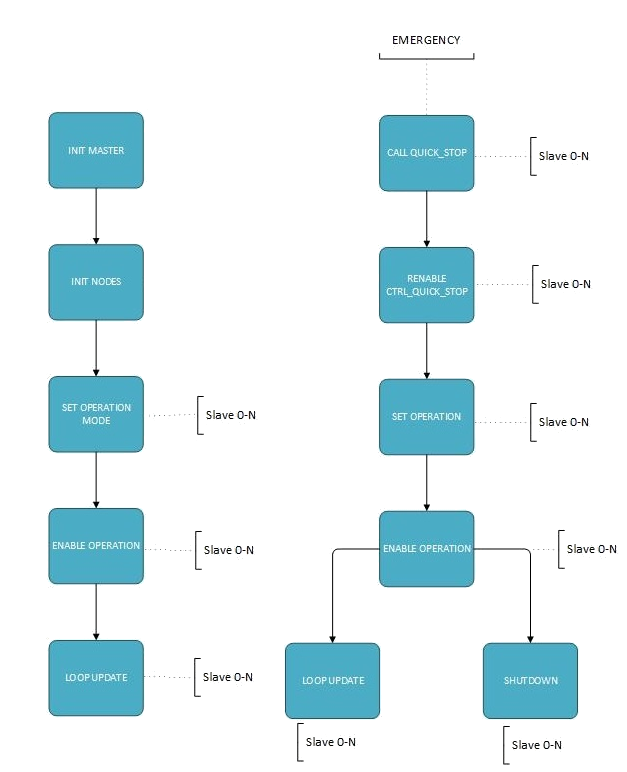 INIT MASTER
INIT NODES
SET OPERATION
MODE
Slave 0-N
ENABLE OPERATION
Slave 0-N
LOOP UPDATE
Slave 0-N
EMERGENCY
CALL QUICK_STOP
Slave 0-N
RENABLE
CTRL_QUICK_STOP
Slave 0-N
SET OPERATION
Slave 0-N
ENABLE OPERATION
Slave 0-N
LOOP UPDATE
Slave 0-N
SHUTDOWN
Slave 0-N